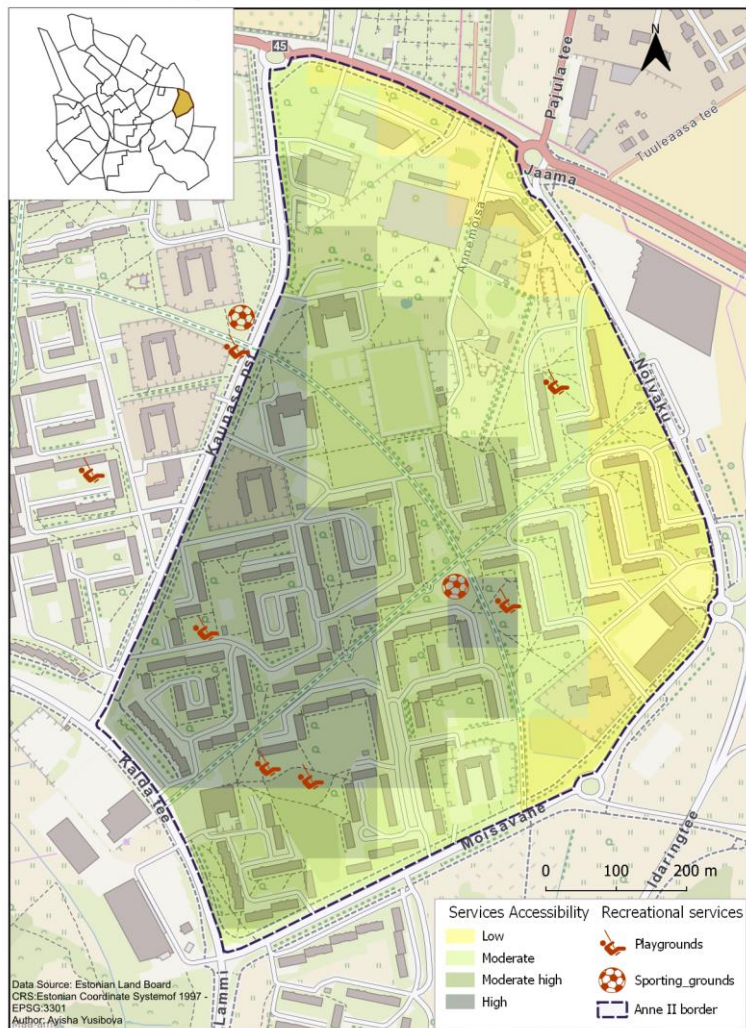 45
N
Pajula tee
Tuuleaasa tee
Jaama
Annemõisa
Kaunase pst
Nõlvaku
Kalda tee
Mõisavahe
Idaringtee
Lammi
0 100 200 m
Services Accessibility
Low
Moderate
Moderate high
High
Recreational services
Playgrounds
Sporting_grounds
Anne II border
Data Source: Estonian Land Board
CRS:Estonian Coordinate Systemof 1997 -
EPSG:3301
Author: Ayisha Yusibova